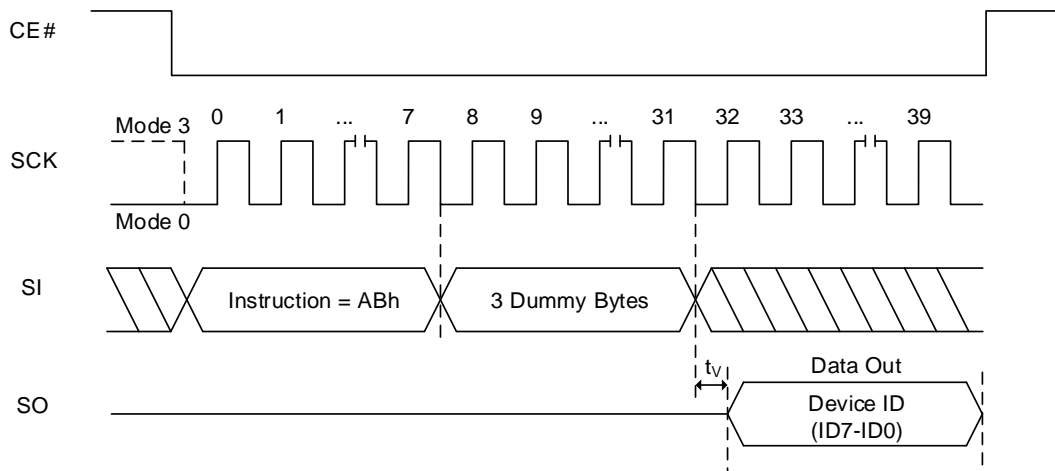 CE#
0 1 ... 7 8 9 ... 31 32 33 ... 39
Mode 3
SCK
Mode 0
SI
Instruction = ABh
3 Dummy Bytes
tV
Data Out
SO
Device ID
(ID7-ID0)